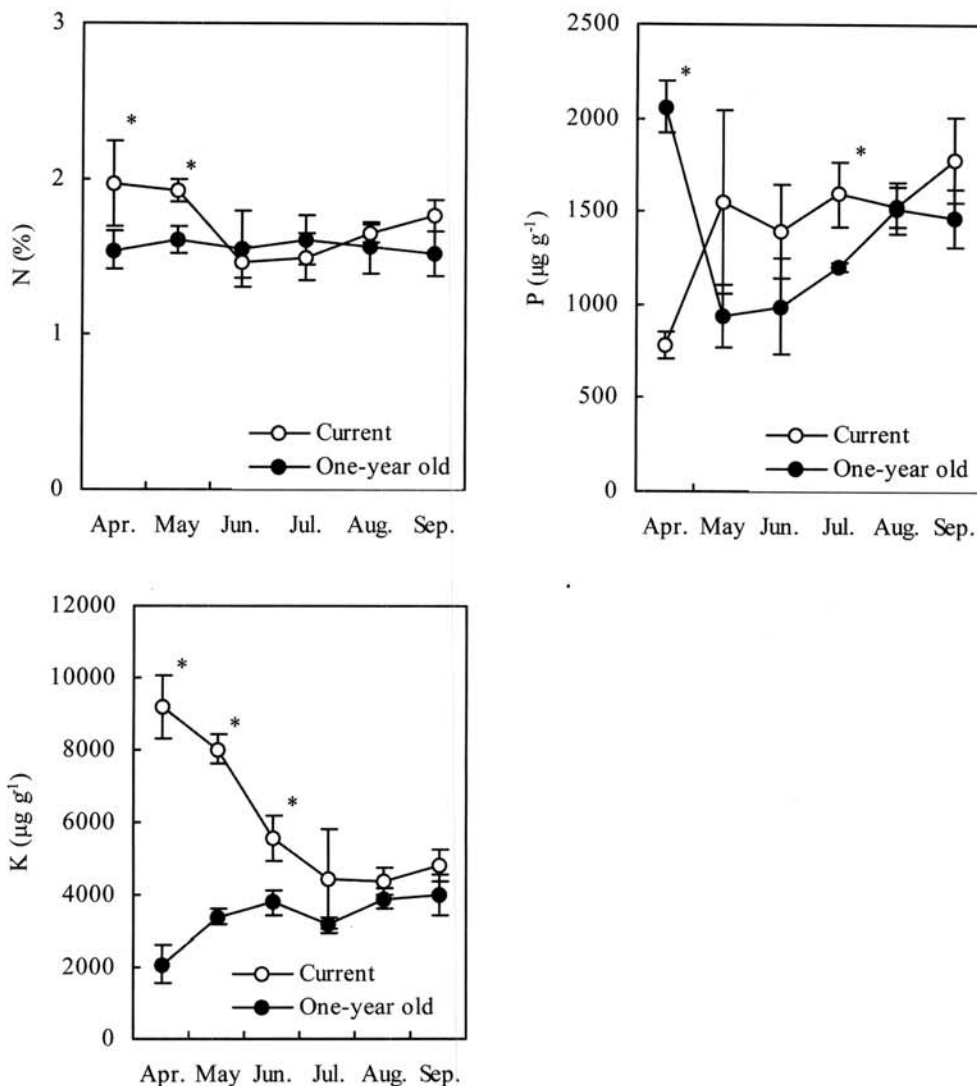 3
2
1
0
N (%)
*
*
Current
One-year old
Apr. May Jun. Jul. Aug. Sep.
2500
2000
1500
1000
500
0
P (µg g-1)
*
*
Current
One-year old
Apr. May Jun. Jul. Aug. Sep.
12000
10000
8000
6000
4000
2000
0
K (µg g-1)
*
*
*
Current
One-year old
Apr. May Jun. Jul. Aug. Sep.